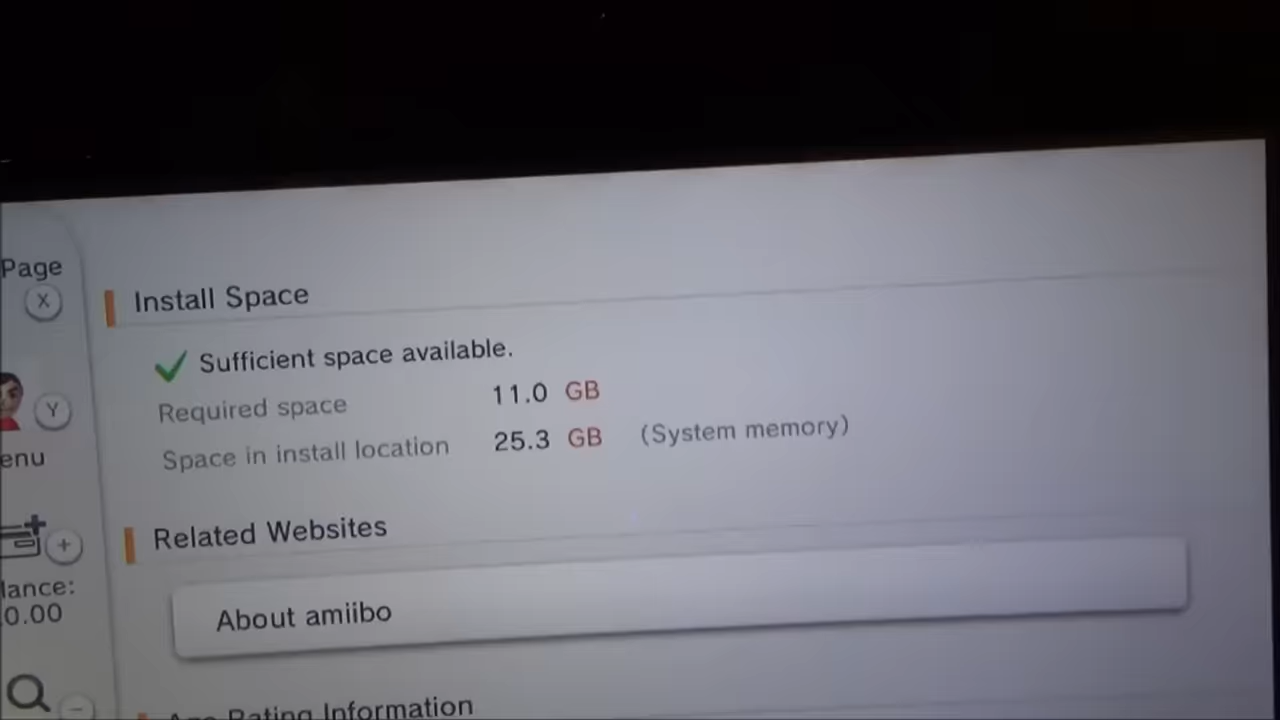 Page
X
Install Space
Sufficient space available.
Required space 11.0 GB
Y
Space in install location 25.3 GB (System memory)
enu
Related Websites
+
lance:
0.00
About amiibo
Age Rating Information